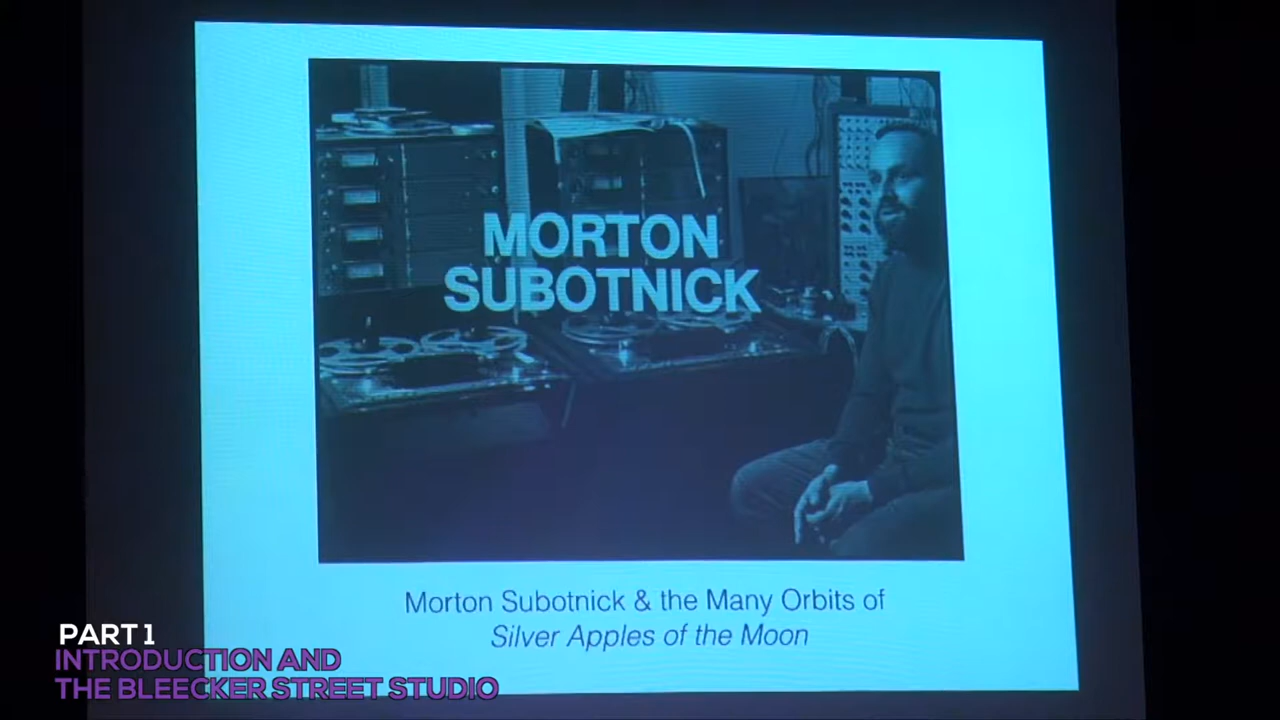 MORTON
SUBOTNICK
Morton Subotnick & the Many Orbits of
Silver Apples of the Moon
PART 1
INTRODUCTION AND
THE BLEECKER STREET STUDIO